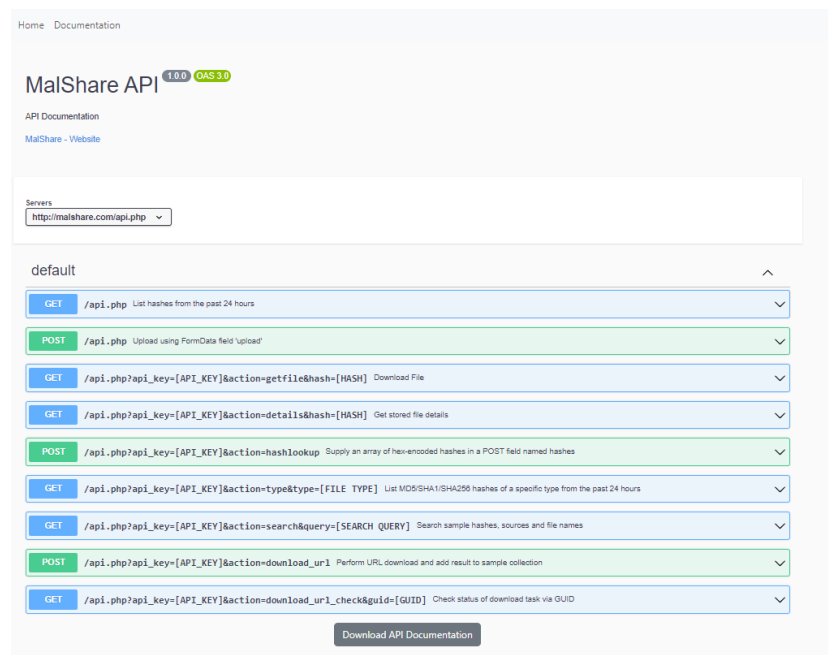 Home Documentation
MalShare API 1.0.0 OAS 3.0
API Documentation
MalShare - Website
Servers
http://malshare.com/api.php
default
GET /api.php List hashes from the past 24 hours
POST /api.php Upload using FormData field 'upload'
GET /api.php?api_key=[API_KEY]&action=getfile&hash=[HASH] Download File
GET /api.php?api_key=[API_KEY]&action=details&hash=[HASH] Get stored file details
POST /api.php?api_key=[API_KEY]&action=hashlookup Supply an array of hex-encoded hashes in a POST field named hashes
GET /api.php?api_key=[API_KEY]&action=type&type=[FILE TYPE] List MD5/SHA1/SHA256 hashes of a specific type from the past 24 hours
GET /api.php?api_key=[API_KEY]&action=search&query=[SEARCH QUERY] Search sample hashes, sources and file names
POST /api.php?api_key=[API_KEY]&action=download_url Perform URL download and add result to sample collection
GET /api.php?api_key=[API_KEY]&action=download_url_check&guid=[GUID] Check status of download task via GUID
Download API Documentation